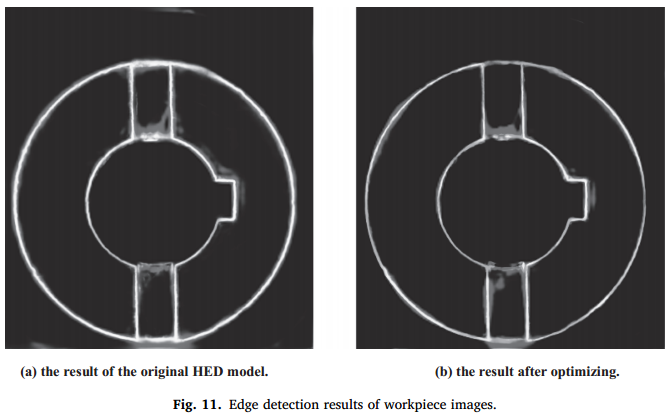 (a) the result of the original HED model.
(b) the result after optimizing.
Fig. 11. Edge detection results of workpiece images.